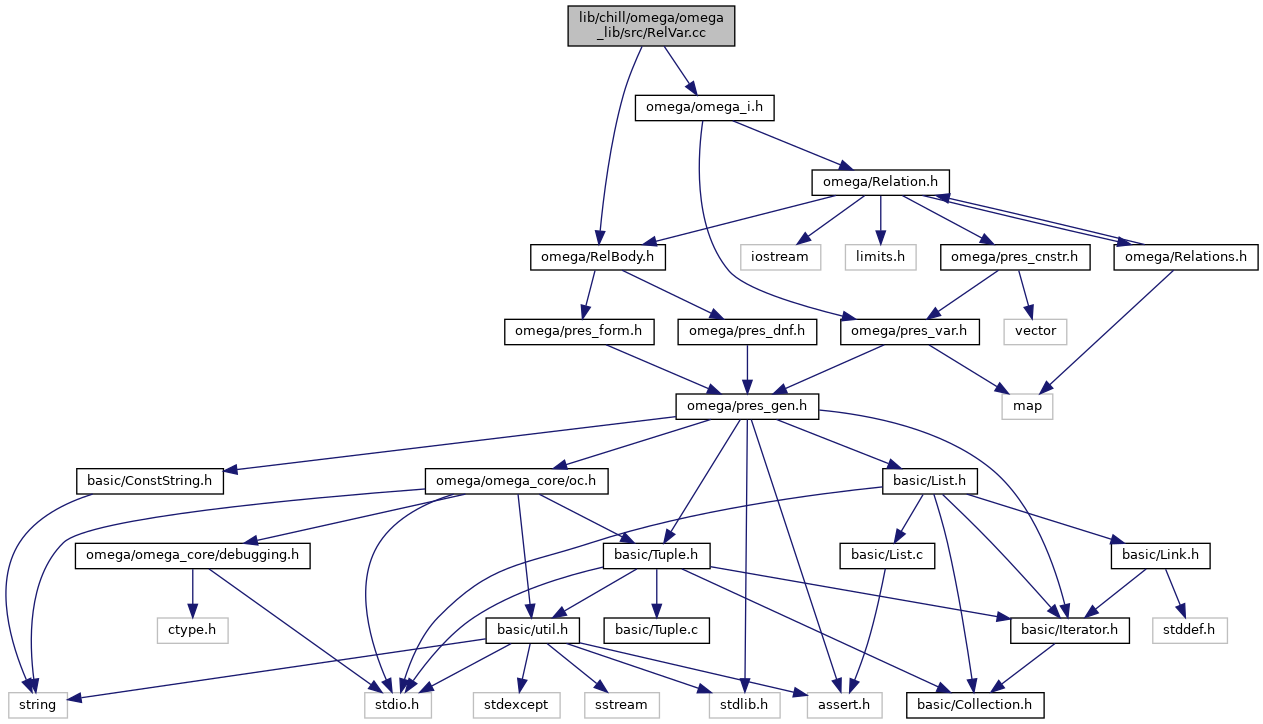 lib/chill/omega/omega
_lib/src/RelVar.cc
omega/omega_i.h
omega/Relation.h
omega/RelBody.h
iostream
limits.h
omega/pres_cnstr.h
omega/Relations.h
omega/pres_form.h
omega/pres_dnf.h
omega/pres_var.h
vector
omega/pres_gen.h
map
basic/ConstString.h
omega/omega_core/oc.h
basic/List.h
omega/omega_core/debugging.h
basic/Tuple.h
basic/List.c
basic/Link.h
ctype.h
basic/util.h
basic/Tuple.c
basic/Iterator.h
stddef.h
string
stdio.h
stdexcept
sstream
stdlib.h
assert.h
basic/Collection.h